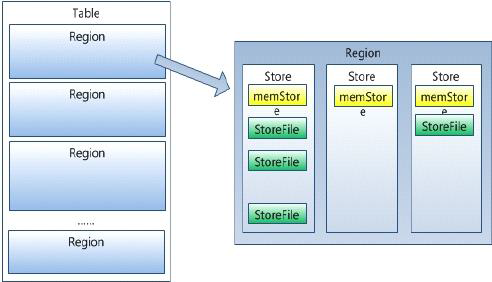 Table
Region
Region
Region
......
Region
Region
Store
memStor
e
StoreFile
StoreFile
StoreFile
Store
memStor
e
Store
memStor
e
StoreFile